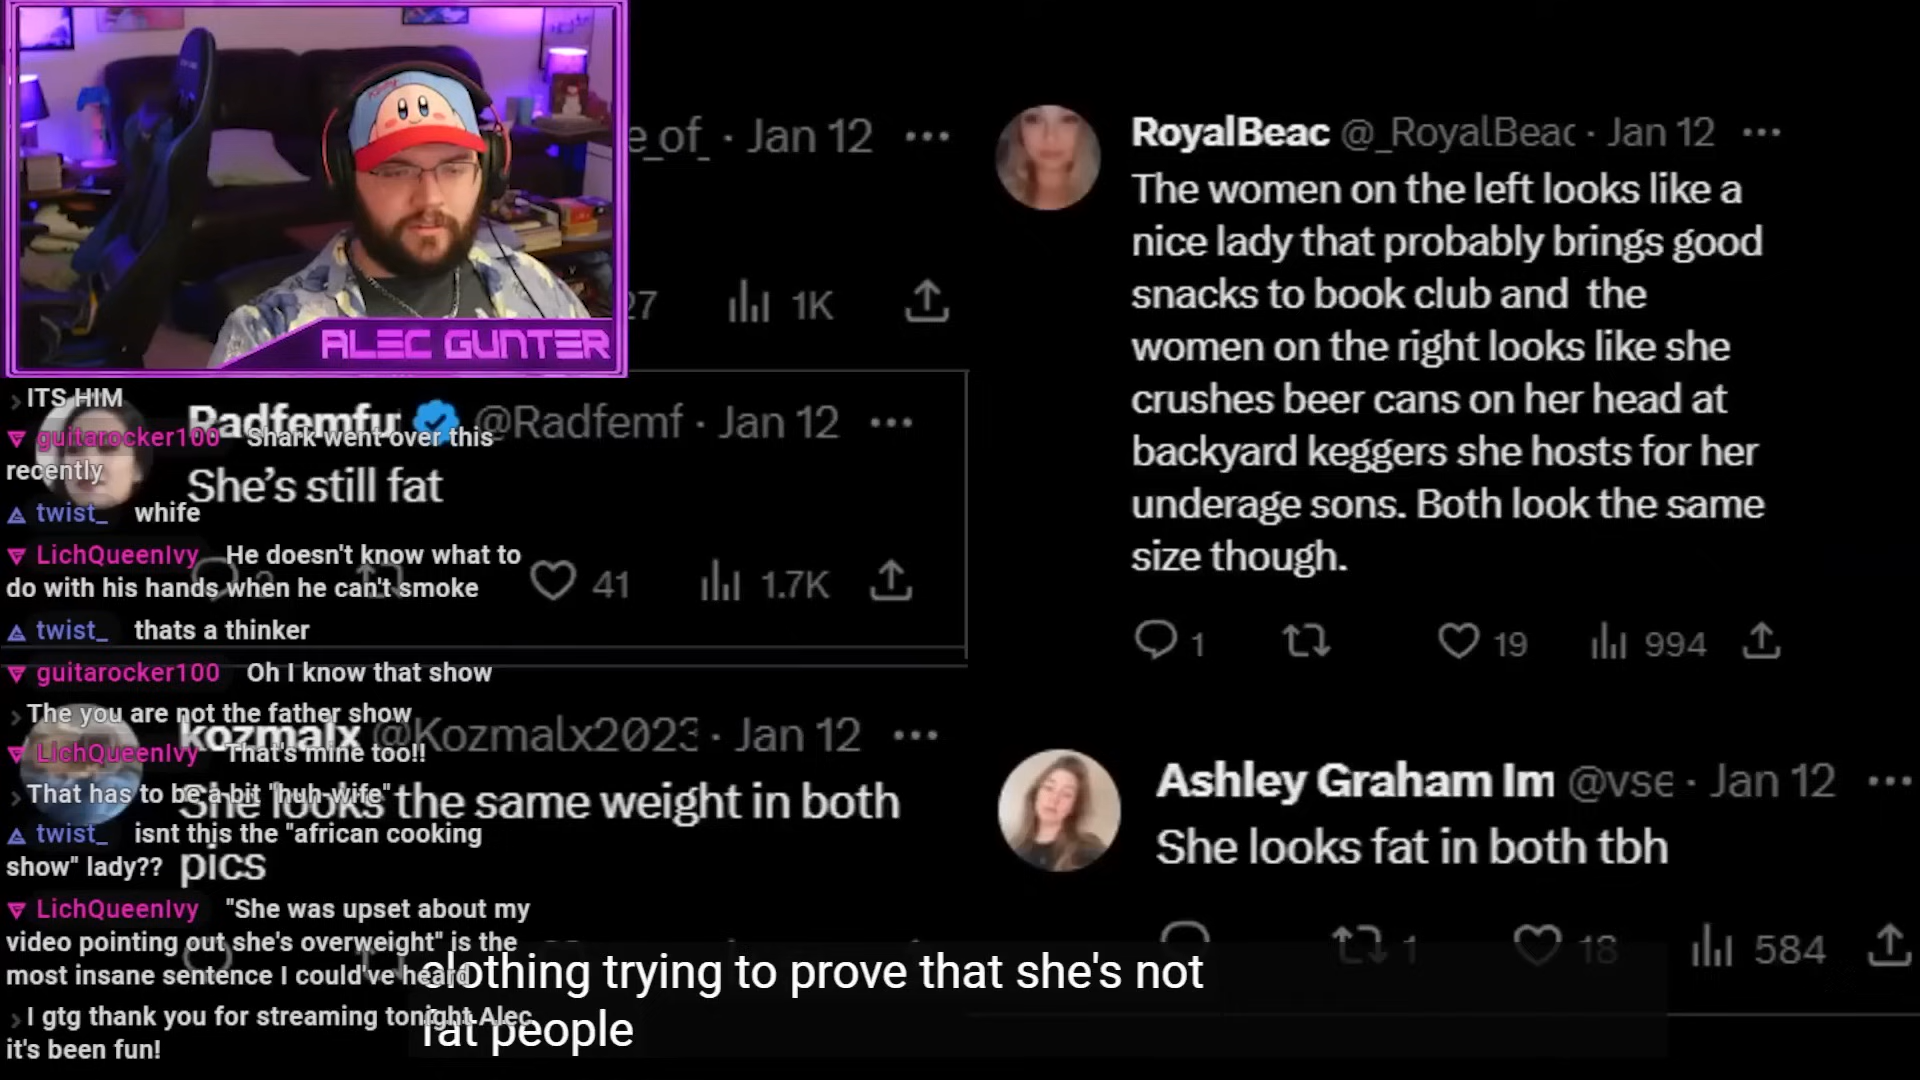 ALEC GUNTER
e_of_ · Jan 12
27 1K
Radfemfu @Radfemf · Jan 12
She's still fat
2 41 1.7K
kozmalx @Kozmalx2023 · Jan 12
She looks the same weight in both
pics
RoyalBeac @_RoyalBeac · Jan 12
The women on the left looks like a
nice lady that probably brings good
snacks to book club and the
women on the right looks like she
crushes beer cans on her head at
backyard keggers she hosts for her
underage sons. Both look the same
size though.
1 19 994
Ashley Graham Im @vse · Jan 12
She looks fat in both tbh
1 18 584
ITS HIM
guitarocker100 Shark went over this
recently
twist_ whife
LichQueenIvy He doesn't know what to
do with his hands when he can't smoke
twist_ thats a thinker
guitarocker100 Oh I know that show
The you are not the father show
LichQueenIvy That's mine too!!
That has to be a bit "huh wife"
twist_ isnt this the "african cooking
show" lady??
LichQueenIvy "She was upset about my
video pointing out she's overweight" is the
most insane sentence I could've heard
I gtg thank you for streaming tonight Alec
it's been fun!
clothing trying to prove that she's not
fat people